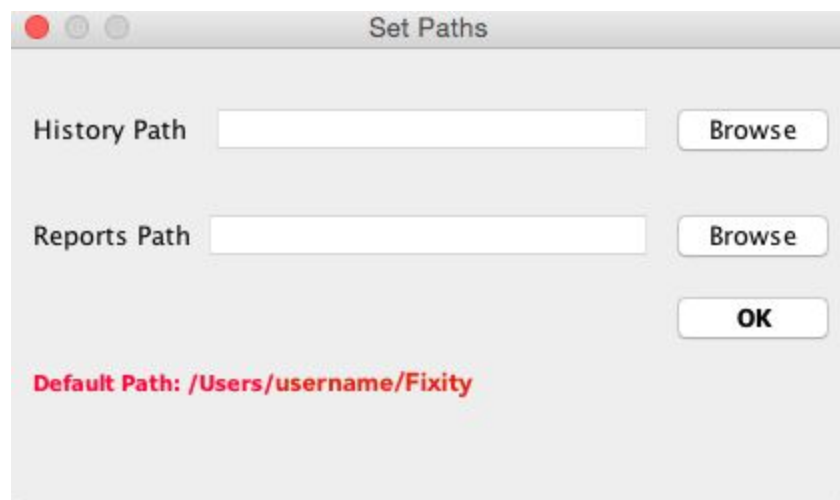 Set Paths
History Path Browse
Reports Path Browse
OK
Default Path: /Users/username/Fixity